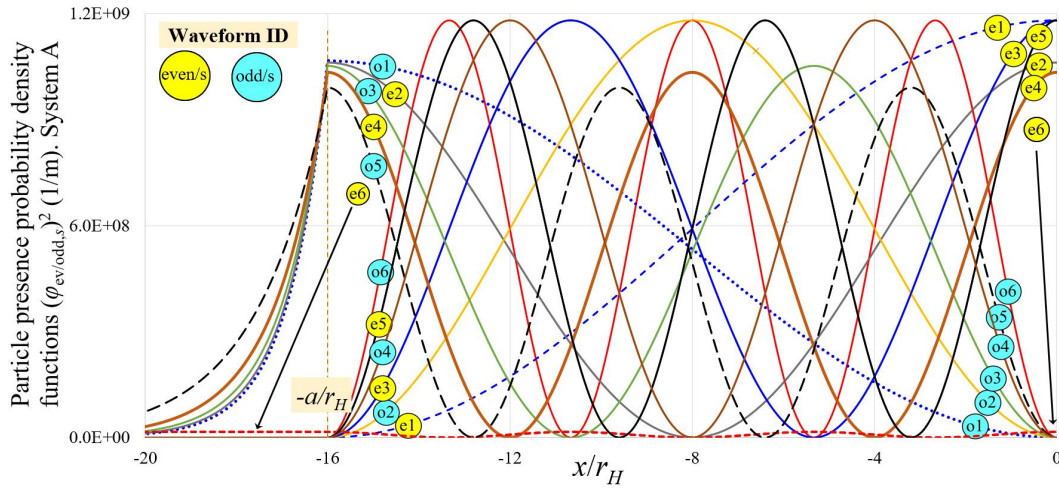 Particle presence probability density
functions (φev/odd,s)² (1/m). System A
1.2E+09
6.0E+08
0.0E+00
Waveform ID
even/s
odd/s
o1
o3
e2
e4
o5
e6
o6
e5
o4
e3
o2
e1
e1
e5
e3
e2
e4
e6
o6
o5
o4
o3
o2
o1
-a/rH
-20
-16
-12
-8
-4
0
x/rH